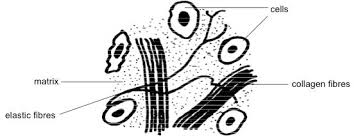 cells
matrix
collagen fibres
elastic fibres